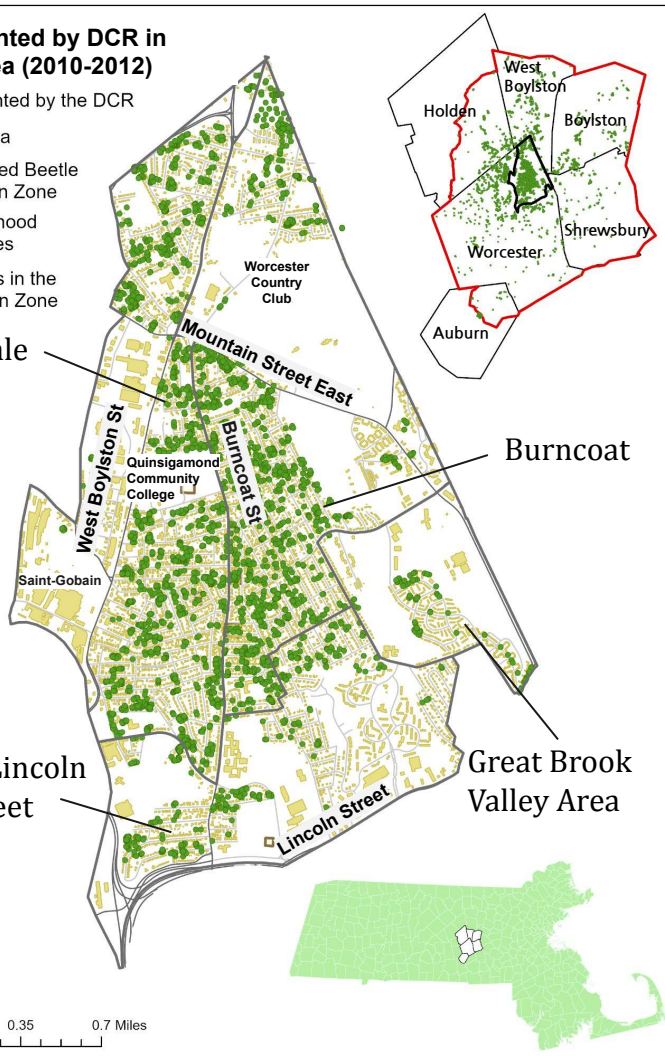 nted by DCR in
ea (2010-2012)
nted by the DCR
a
ed Beetle
n Zone
hood
es
s in the
n Zone
West
Boylston
Holden
Boylston
Shrewsbury
Worcester
Auburn
Worcester
Country
Club
ale
Mountain Street East
Burncoat
West Boylston St
Burncoat St
Quinsigamond
Community
College
Saint-Gobain
Great Brook
Valley Area
Lincoln
eet
Lincoln Street
0.35 0.7 Miles